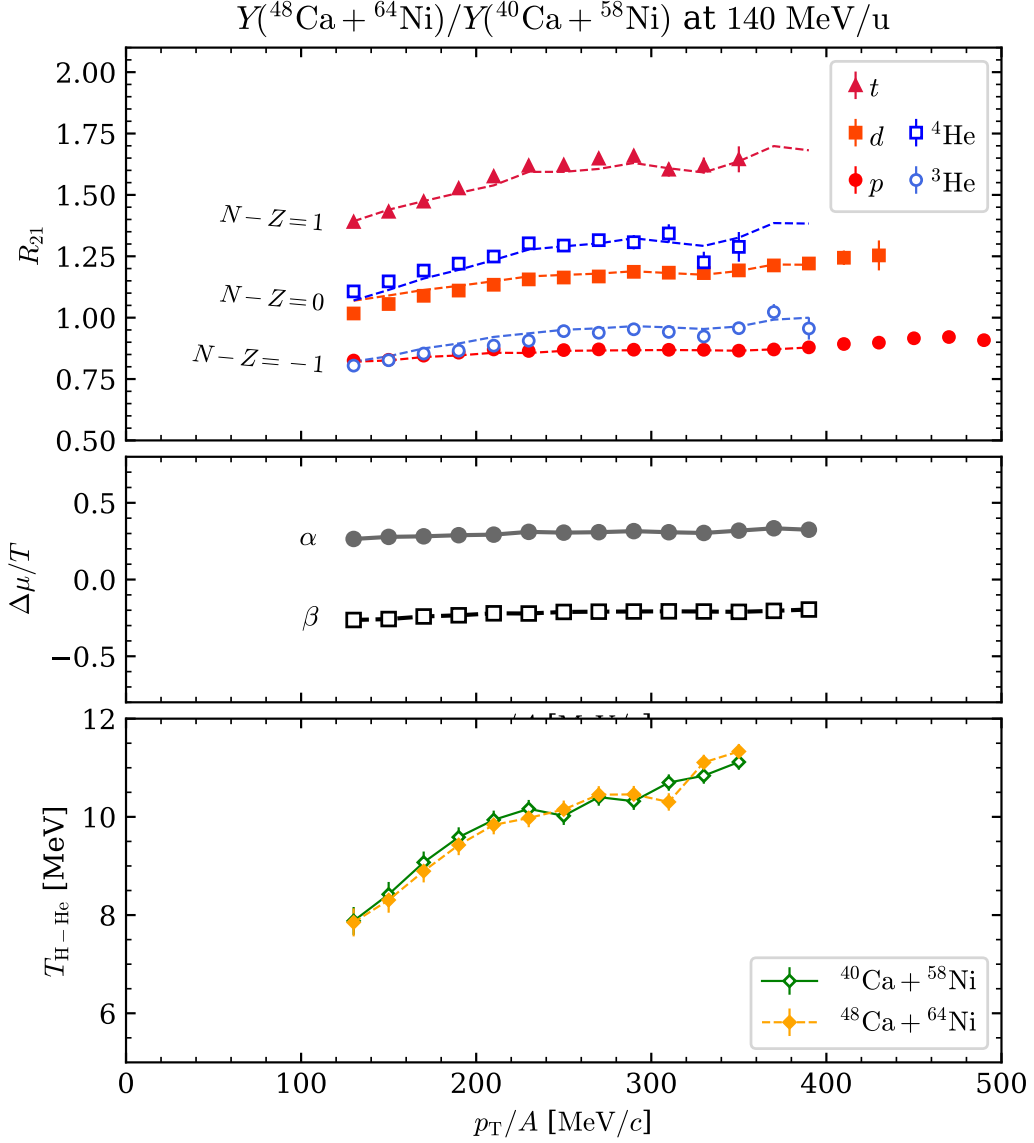 Y(⁴⁸Ca + ⁶⁴Ni)/Y(⁴⁰Ca + ⁵⁸Ni) at 140 MeV/u
R₂₁
2.00
1.75
1.50
1.25
1.00
0.75
0.50
t
d ⁴He
p ³He
N − Z = 1
N − Z = 0
N − Z = −1
Δμ/T
0.5
0.0
−0.5
α
β
T_H−He [MeV]
12
10
8
6
⁴⁰Ca + ⁵⁸Ni
⁴⁸Ca + ⁶⁴Ni
0 100 200 300 400 500
p_T/A [MeV/c]